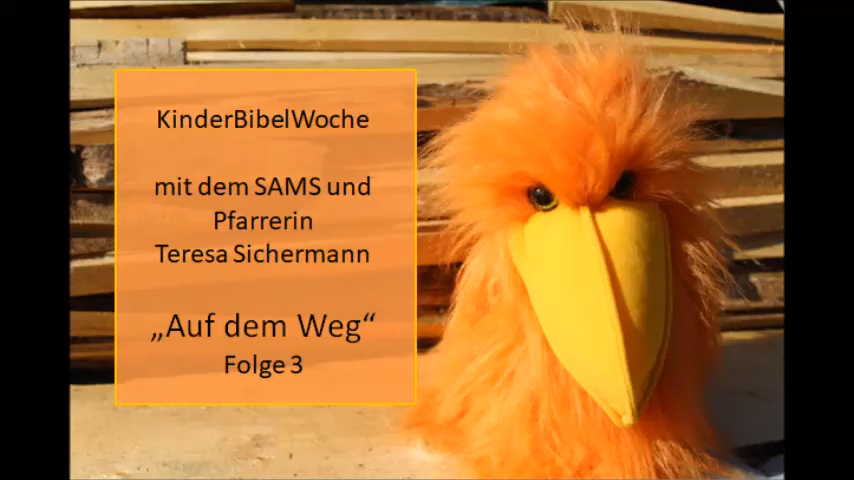 KinderBibelWoche
mit dem SAMS und
Pfarrerin
Teresa Sichermann
„Auf dem Weg“
Folge 3